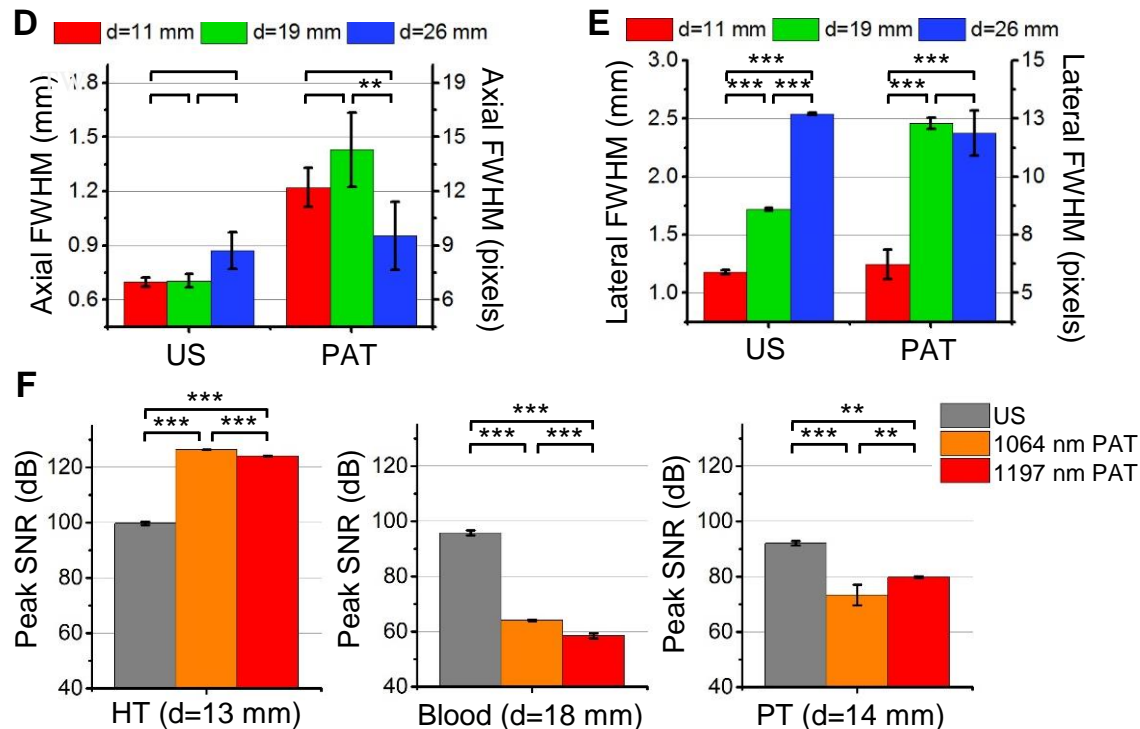 D
d=11 mm d=19 mm d=26 mm
Axial FWHM (mm)
1.8
1.5
1.2
0.9
0.6
**
19
15
12
9
7
Axial FWHM (pixels)
US PAT
E
d=11 mm d=19 mm d=26 mm
Lateral FWHM (mm)
3.0
2.5
2.0
1.5
1.0
***
*** ***
***
***
15
13
10
8
5
Lateral FWHM (pixels)
US PAT
F
Peak SNR (dB)
120
100
80
60
40
***
*** ***
HT (d=13 mm)
Peak SNR (dB)
120
100
80
60
40
***
*** ***
Blood (d=18 mm)
Peak SNR (dB)
120
100
80
60
40
**
*** **
PT (d=14 mm)
US
1064 nm PAT
1197 nm PAT